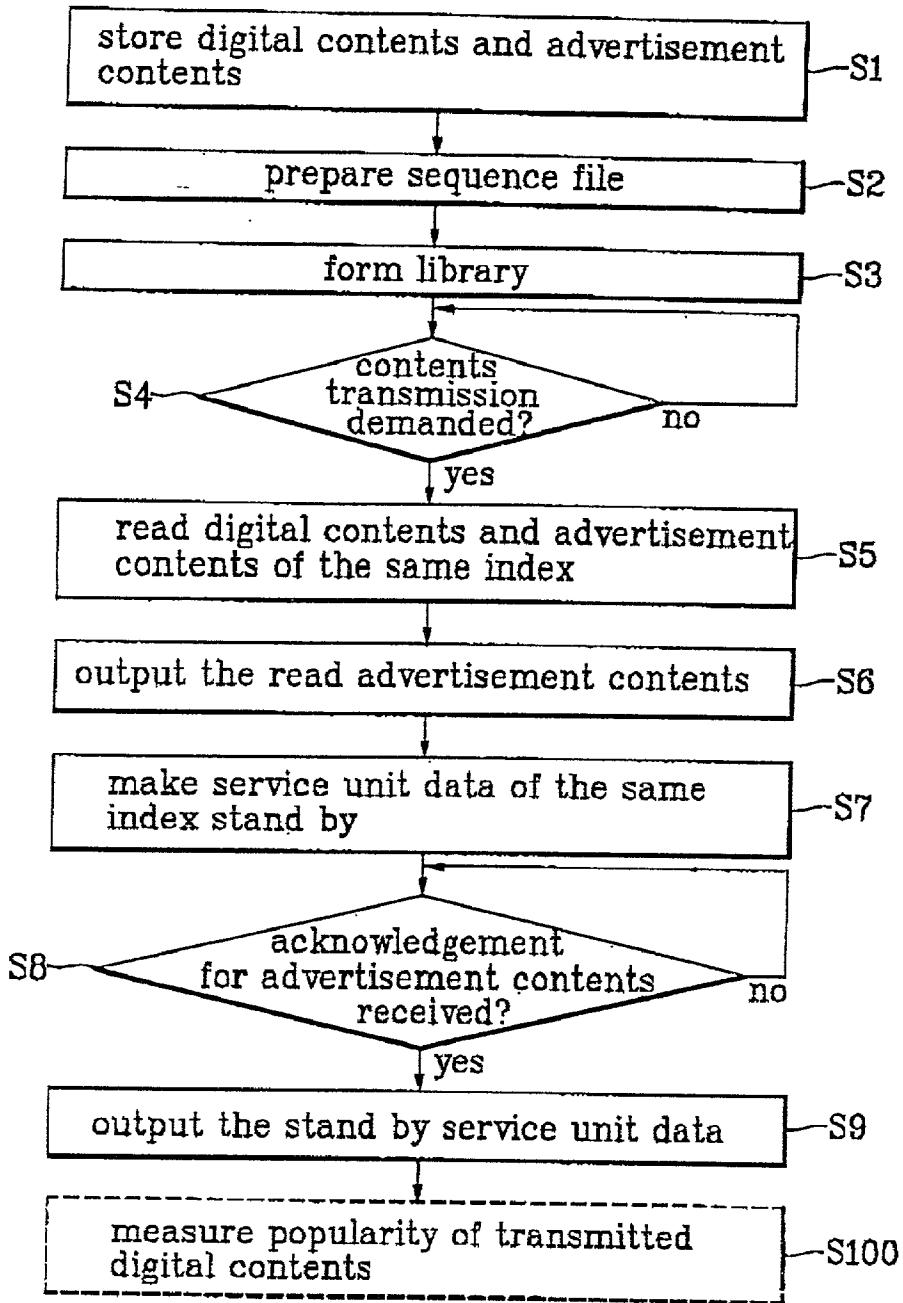 store digital contents and advertisement
contents
S1
prepare sequence file
S2
form library
S3
contents
transmission
demanded?
S4
no
yes
read digital contents and advertisement
contents of the same index
S5
output the read advertisement contents
S6
make service unit data of the same
index stand by
S7
acknowledgement
for advertisement contents
received?
S8
no
yes
output the stand by service unit data
S9
measure popularity of transmitted
digital contents
S100